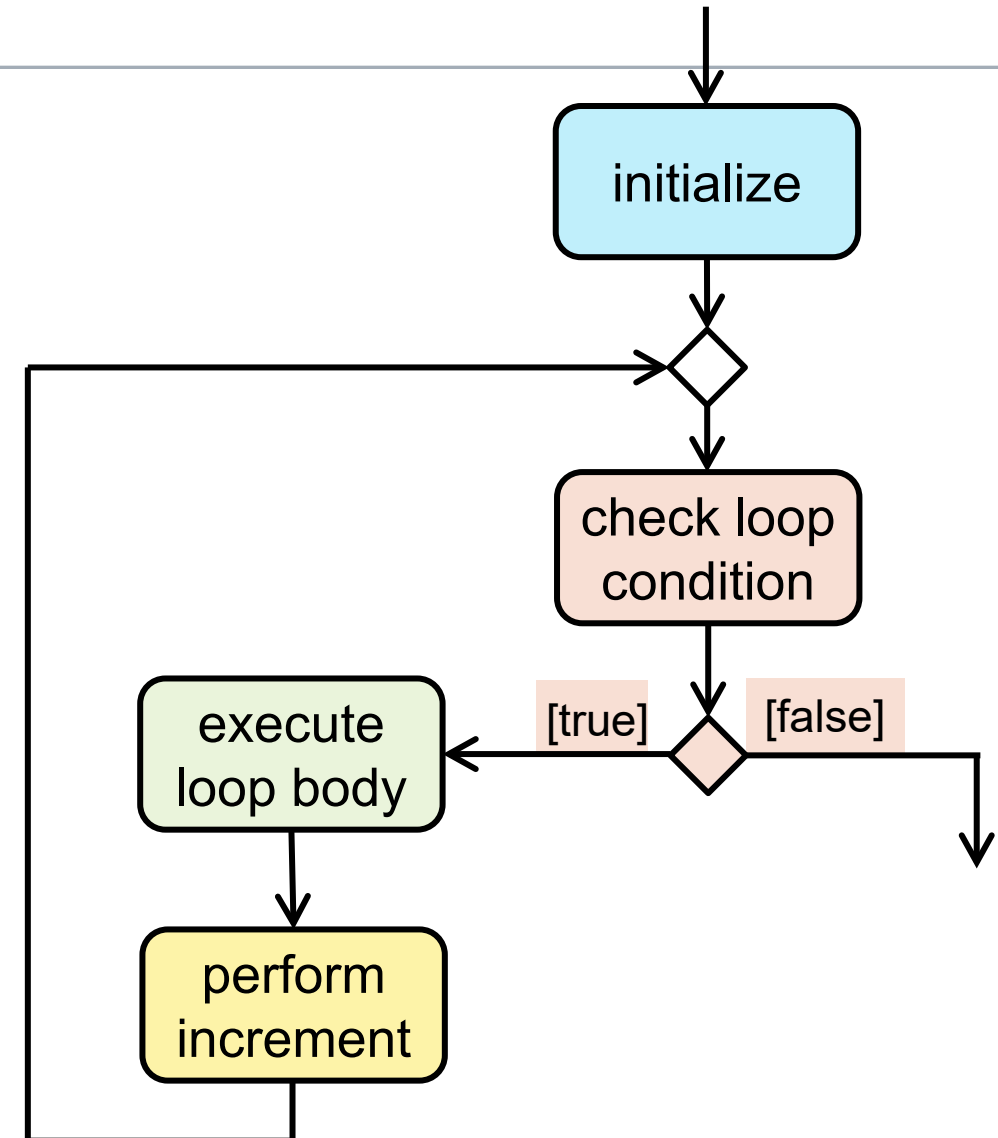 initialize
check loop
condition
[true]
[false]
execute
loop body
perform
increment